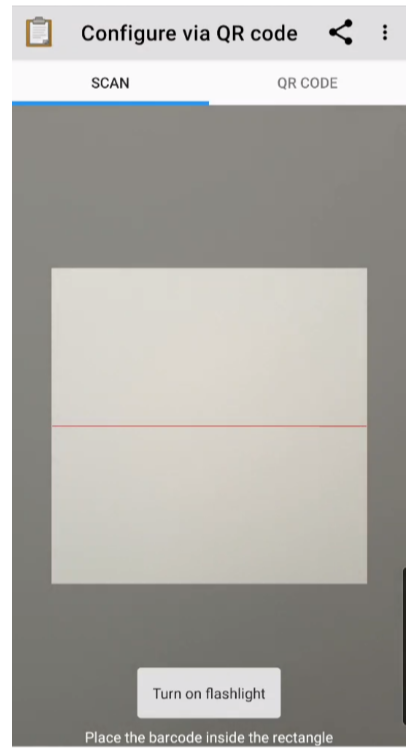 Configure via QR code
SCAN QR CODE
Turn on flashlight
Place the barcode inside the rectangle